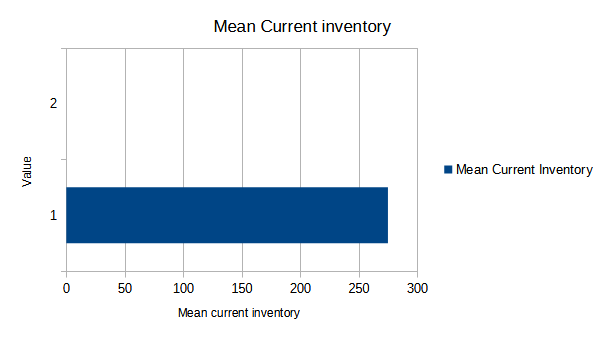 Mean Current inventory
2
Value
Mean Current Inventory
1
0 50 100 150 200 250 300
Mean current inventory